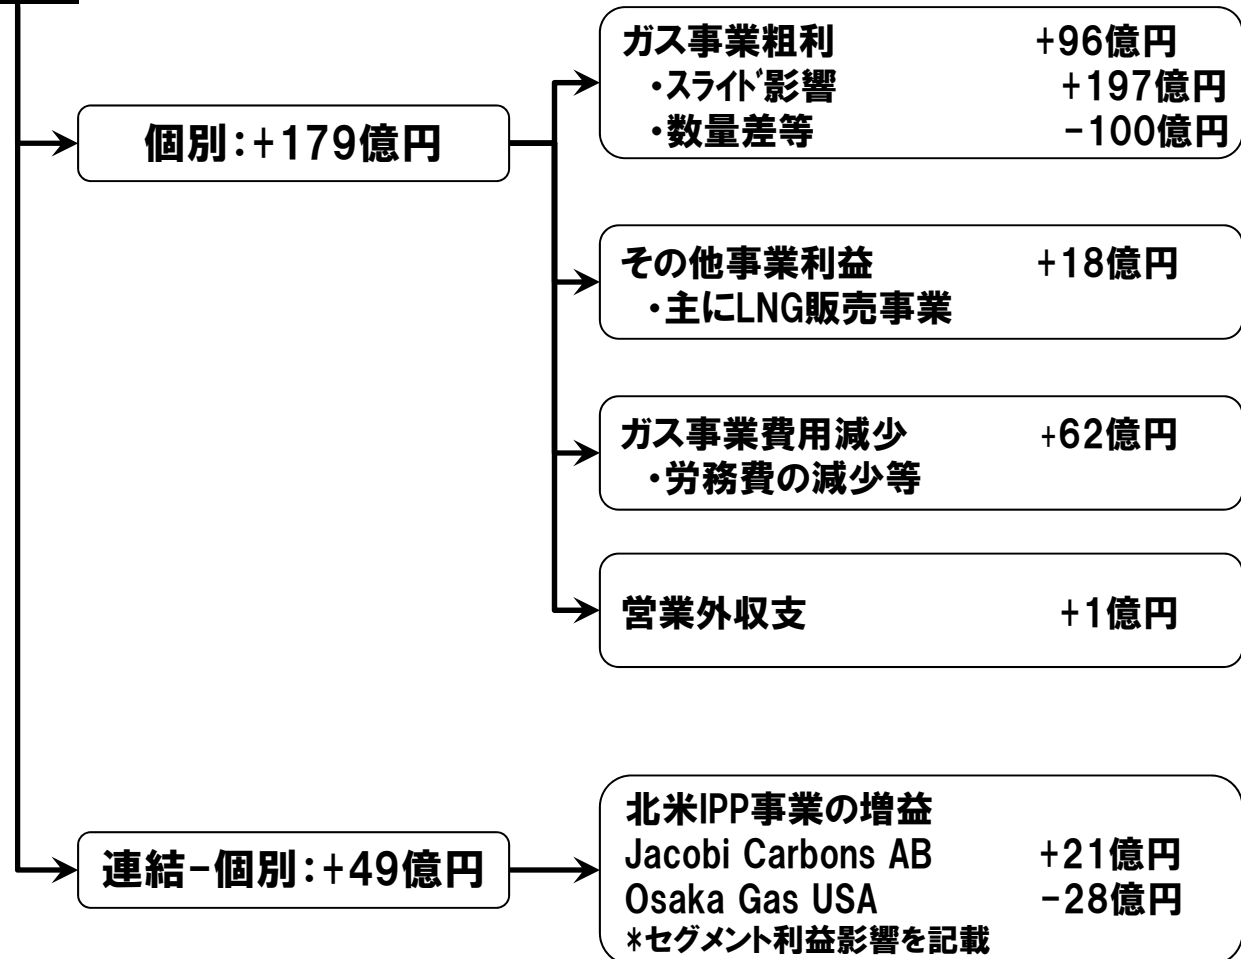 ガス事業粗利 +96億円
・スライド影響 +197億円
・数量差等 -100億円
個別:+179億円
その他事業利益 +18億円
・主にLNG販売事業
ガス事業費用減少 +62億円
・労務費の減少等
営業外収支 +1億円
連結-個別:+49億円
北米IPP事業の増益
Jacobi Carbons AB +21億円
Osaka Gas USA -28億円
*セグメント利益影響を記載